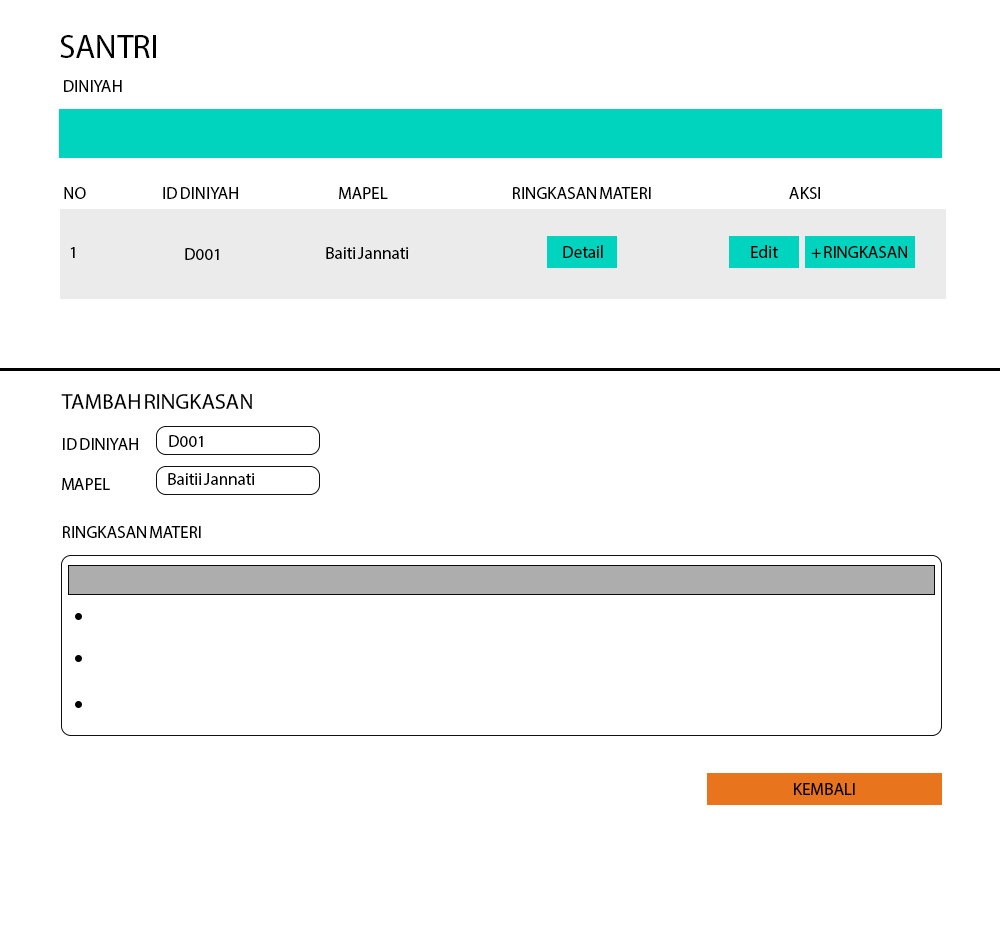 SANTRI
DINIYAH
NO ID DINIYAH MAPEL RINGKASAN MATERI AKSI
1 D001 Baiti Jannati Detail Edit + RINGKASAN
TAMBAH RINGKASAN
ID DINIYAH D001
MAPEL Baitii Jannati
RINGKASAN MATERI
KEMBALI